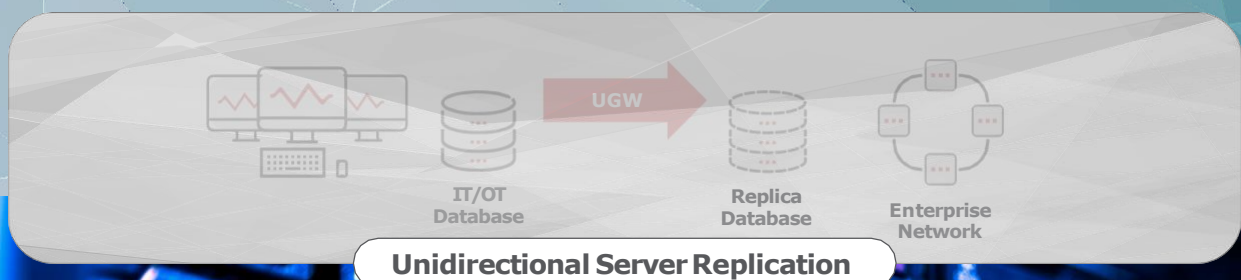 UGW
IT/OT
Database
Replica
Database
Enterprise
Network
Unidirectional Server Replication